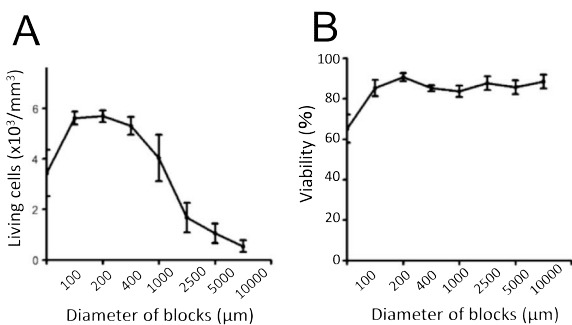 A
Living cells (x10³/mm³)
6
4
2
0
100 200 400 1000 2500 5000 10000
Diameter of blocks (μm)
B
Viability (%)
100
80
60
40
20
0
100 200 400 1000 2500 5000 10000
Diameter of blocks (μm)